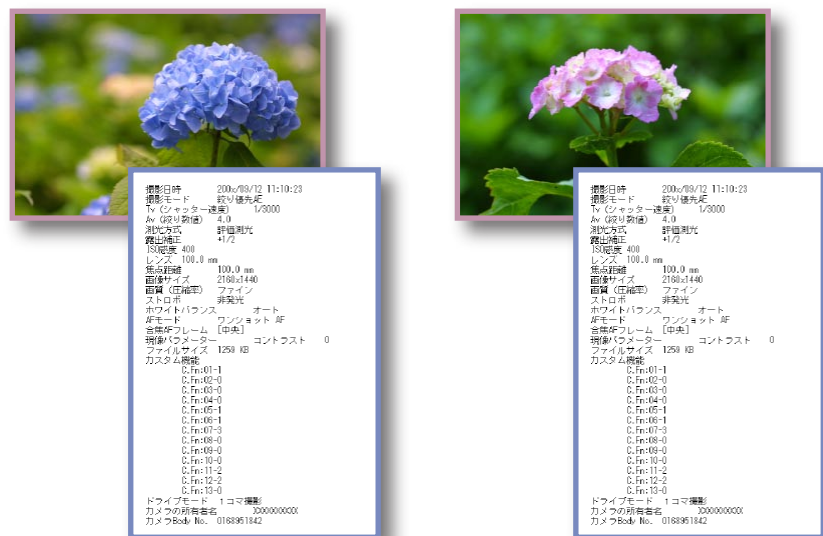 撮影日時 200x/09/12 11:10:23
撮影モード 絞り優先AE
Tv（シャッター速度） 1/3000
Av（絞り数値） 4.0
測光方式 評価測光
露出補正 +1/2
ISO感度 400
レンズ 100.0 mm
焦点距離 100.0 mm
画像サイズ 2160x1440
画質（圧縮率） ファイン
ストロボ 非発光
ホワイトバランス オート
AFモード ワンショット AF
合焦AFフレーム [中央]
現像パラメーター コントラスト 0
ファイルサイズ 1259 KB
カスタム機能
C.Fn:01-1
C.Fn:02-0
C.Fn:03-0
C.Fn:04-0
C.Fn:05-1
C.Fn:06-1
C.Fn:07-3
C.Fn:08-0
C.Fn:09-0
C.Fn:10-0
C.Fn:11-2
C.Fn:12-2
C.Fn:13-0
ドライブモード 1コマ撮影
カメラの所有者名 XXXXXXXXXX
カメラBody No. 0168951842
撮影日時 200x/09/12 11:10:23
撮影モード 絞り優先AE
Tv（シャッター速度） 1/3000
Av（絞り数値） 4.0
測光方式 評価測光
露出補正 +1/2
ISO感度 400
レンズ 100.0 mm
焦点距離 100.0 mm
画像サイズ 2160x1440
画質（圧縮率） ファイン
ストロボ 非発光
ホワイトバランス オート
AFモード ワンショット AF
合焦AFフレーム [中央]
現像パラメーター コントラスト 0
ファイルサイズ 1259 KB
カスタム機能
C.Fn:01-1
C.Fn:02-0
C.Fn:03-0
C.Fn:04-0
C.Fn:05-1
C.Fn:06-1
C.Fn:07-3
C.Fn:08-0
C.Fn:09-0
C.Fn:10-0
C.Fn:11-2
C.Fn:12-2
C.Fn:13-0
ドライブモード 1コマ撮影
カメラの所有者名 XXXXXXXXXX
カメラBody No. 0168951842